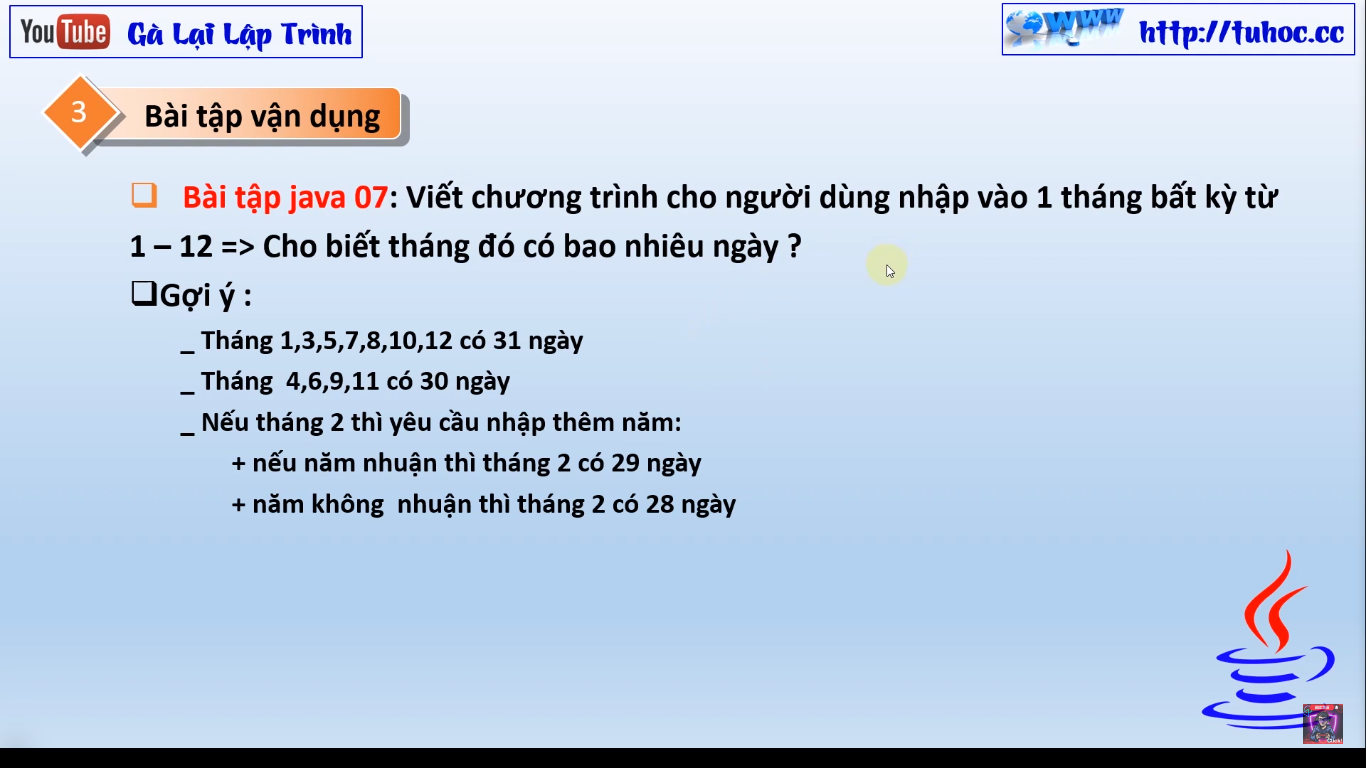 YouTube Gà Lại Lập Trình
WWW http://tuhoc.cc
3 Bài tập vận dụng
Bài tập java 07: Viết chương trình cho người dùng nhập vào 1 tháng bất kỳ từ
1 – 12 => Cho biết tháng đó có bao nhiêu ngày ?
Gợi ý :
_ Tháng 1,3,5,7,8,10,12 có 31 ngày
_ Tháng 4,6,9,11 có 30 ngày
_ Nếu tháng 2 thì yêu cầu nhập thêm năm:
+ nếu năm nhuận thì tháng 2 có 29 ngày
+ năm không nhuận thì tháng 2 có 28 ngày